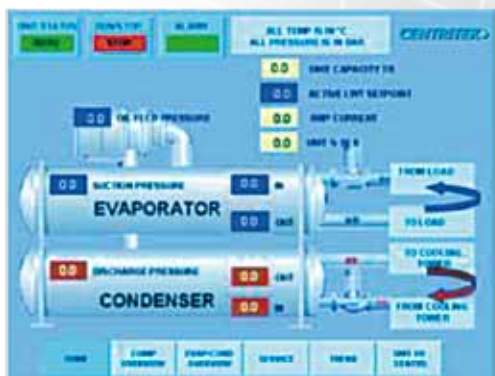 UNIT STATUS
RUN/STOP
ALARM
STOP
ALL TEMP IS IN °C
ALL PRESSURE IS IN BAR
0.0 UNIT CAPACITY TR
0.0 ACTIVE LWT SETPOINT
0.0 AMP CURRENT
0.0 UNIT
0.0 OIL FEED PRESSURE
0.0 SUCTION PRESSURE
0.0 IN
EVAPORATOR
0.0 OUT
FROM LOAD
TO LOAD
0.0 DISCHARGE PRESSURE
0.0 OUT
CONDENSER
0.0 IN
TO COOLING
TOWER
FROM COOLING
TOWER
COMP
OVERVIEW
EVAP/COND
OVERVIEW
SERVICE
TREND
STATUS